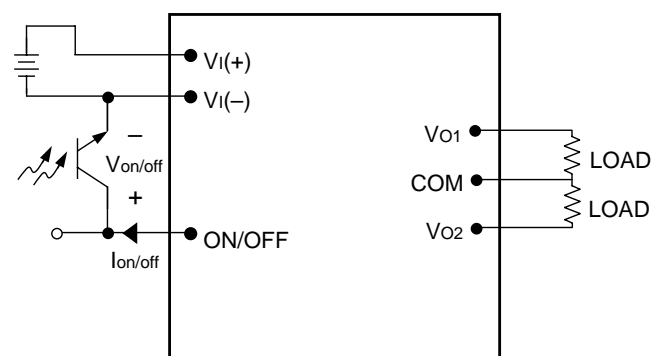 VI(+)
VI(–)
–
Von/off
+
ON/OFF
Ion/off
VO1
LOAD
COM
LOAD
VO2